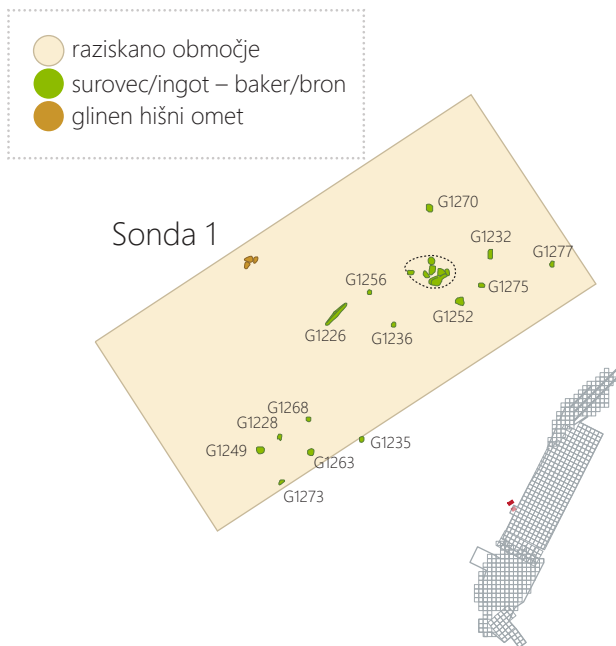 raziskano območje
surovec/ingot – baker/bron
glinen hišni omet
Sonda 1
G1270
G1232
G1277
G1256
G1275
G1252
G1226
G1236
G1268
G1228
G1235
G1249
G1263
G1273